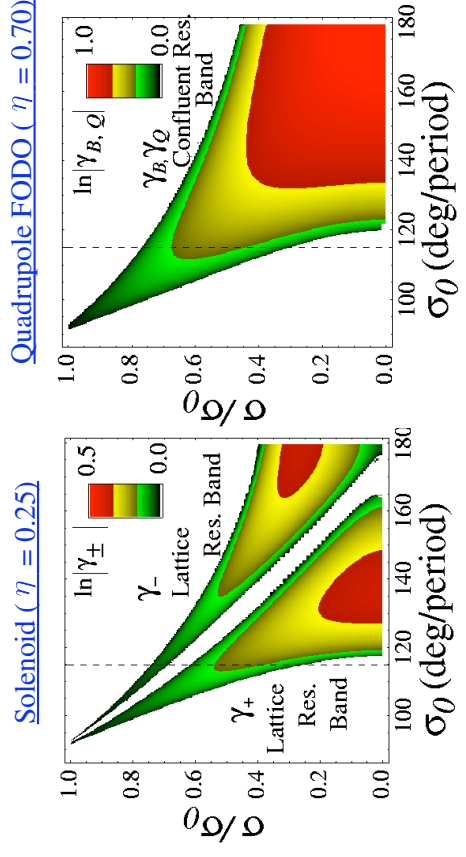 Solenoid ( η = 0.25)
ln|γ±| 0.5
0.0
γ-
Lattice
Res. Band
γ+
Lattice
Res.
Band
σ/σ0
1.0
0.8
0.6
0.4
0.2
0.0
100 120 140 160 180
σ0 (deg/period)
Quadrupole FODO ( η = 0.70)
ln|γB, Q| 1.0
0.0
γB,γQ
Confluent Res.
Band
σ/σ0
1.0
0.8
0.6
0.4
0.2
0.0
100 120 140 160 180
σ0 (deg/period)